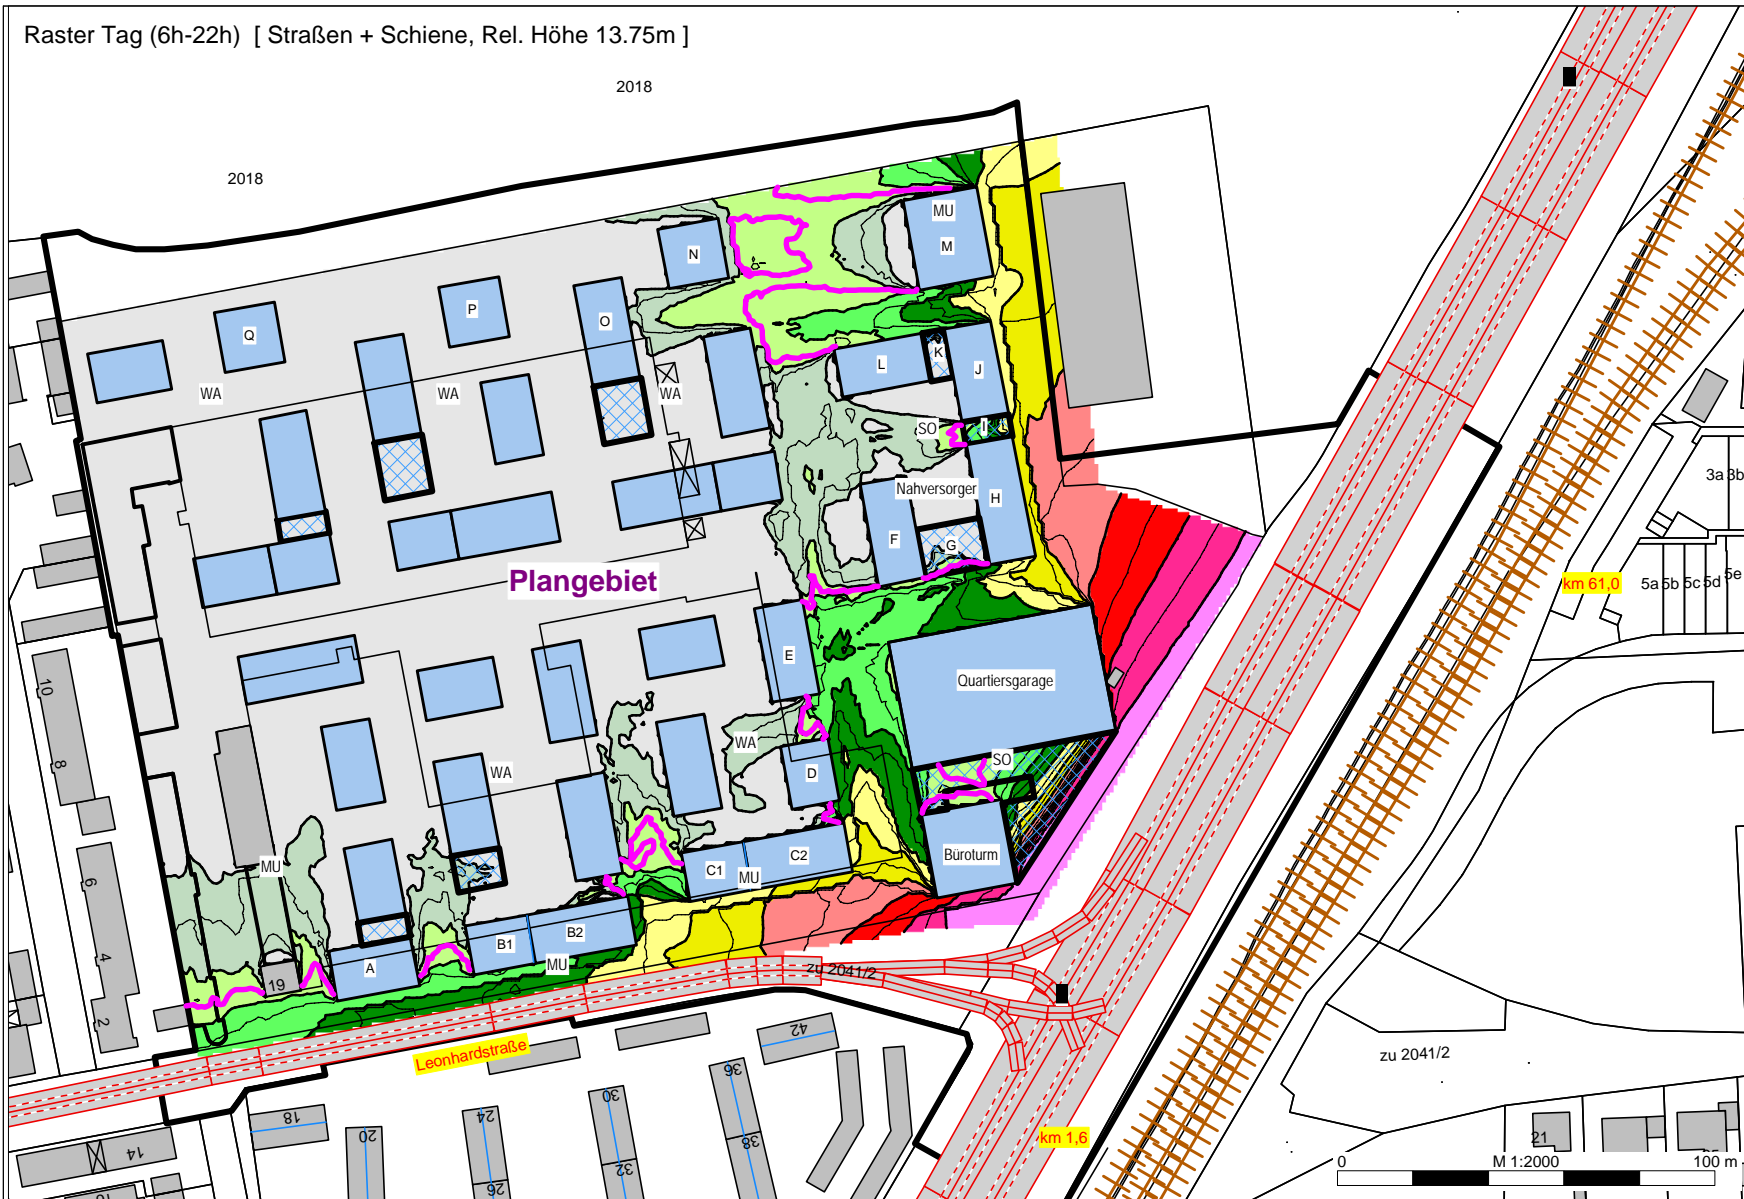 Raster Tag (6h-22h)  [ Straßen + Schiene, Rel. Höhe 13.75m ]
2018
2018
MU
M
N
P
O
Q
K
L
J
WA
WA
WA
SO
I
3a
3b
Nahversorger
H
F
G
Plangebiet
km 61,0
5a
5b
5c
5d
5e
E
10
Quartiersgarage
WA
SO
8
WA
D
C2
C1
MU
Büroturm
MU
6
B2
B1
MU
A
4
zu 2041/2
19
2
42
Leonhardstraße
zu 2041/2
36
30
24
18
20
38
km 1,6
21
14
32
26
0
M 1:2000
100 m